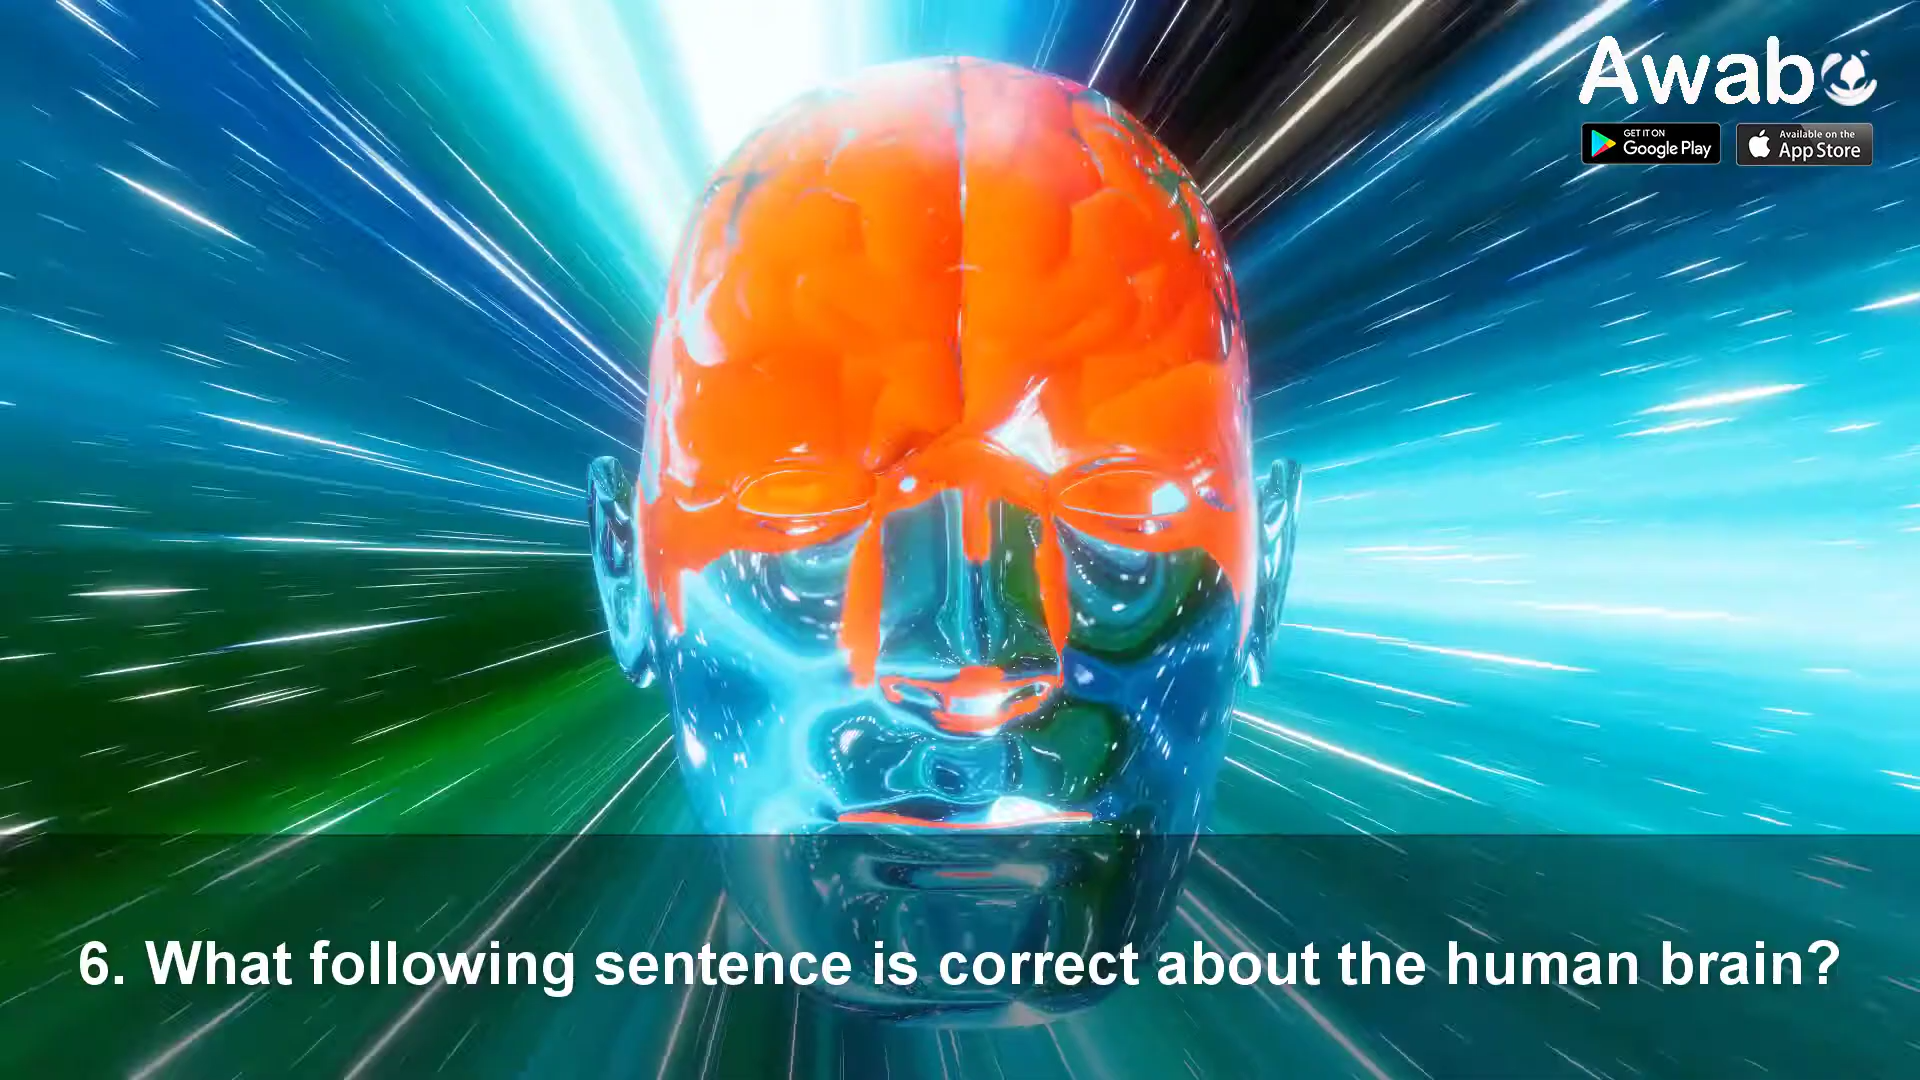 Awab
GET IT ON
Google Play
Available on the
App Store
6. What following sentence is correct about the human brain?